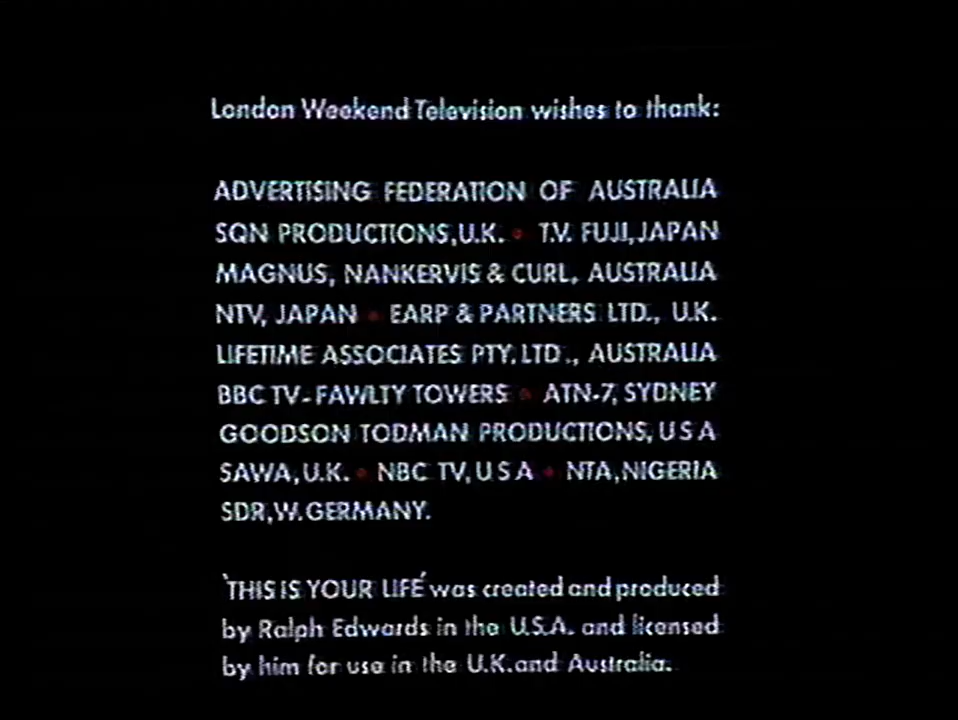 London Weekend Television wishes to thank:
ADVERTISING FEDERATION OF AUSTRALIA
SQN PRODUCTIONS, U.K. • T.V. FUJI, JAPAN
MAGNUS, NANKERVIS & CURL, AUSTRALIA
NTV, JAPAN • EARP & PARTNERS LTD., U.K.
LIFETIME ASSOCIATES PTY. LTD., AUSTRALIA
BBC TV - FAWLTY TOWERS • ATN-7, SYDNEY
GOODSON TODMAN PRODUCTIONS, U S A
SAWA, U.K. • NBC TV, U S A • NTA, NIGERIA
SDR, W. GERMANY.
'THIS IS YOUR LIFE' was created and produced
by Ralph Edwards in the U.S.A. and licensed
by him for use in the U.K. and Australia.